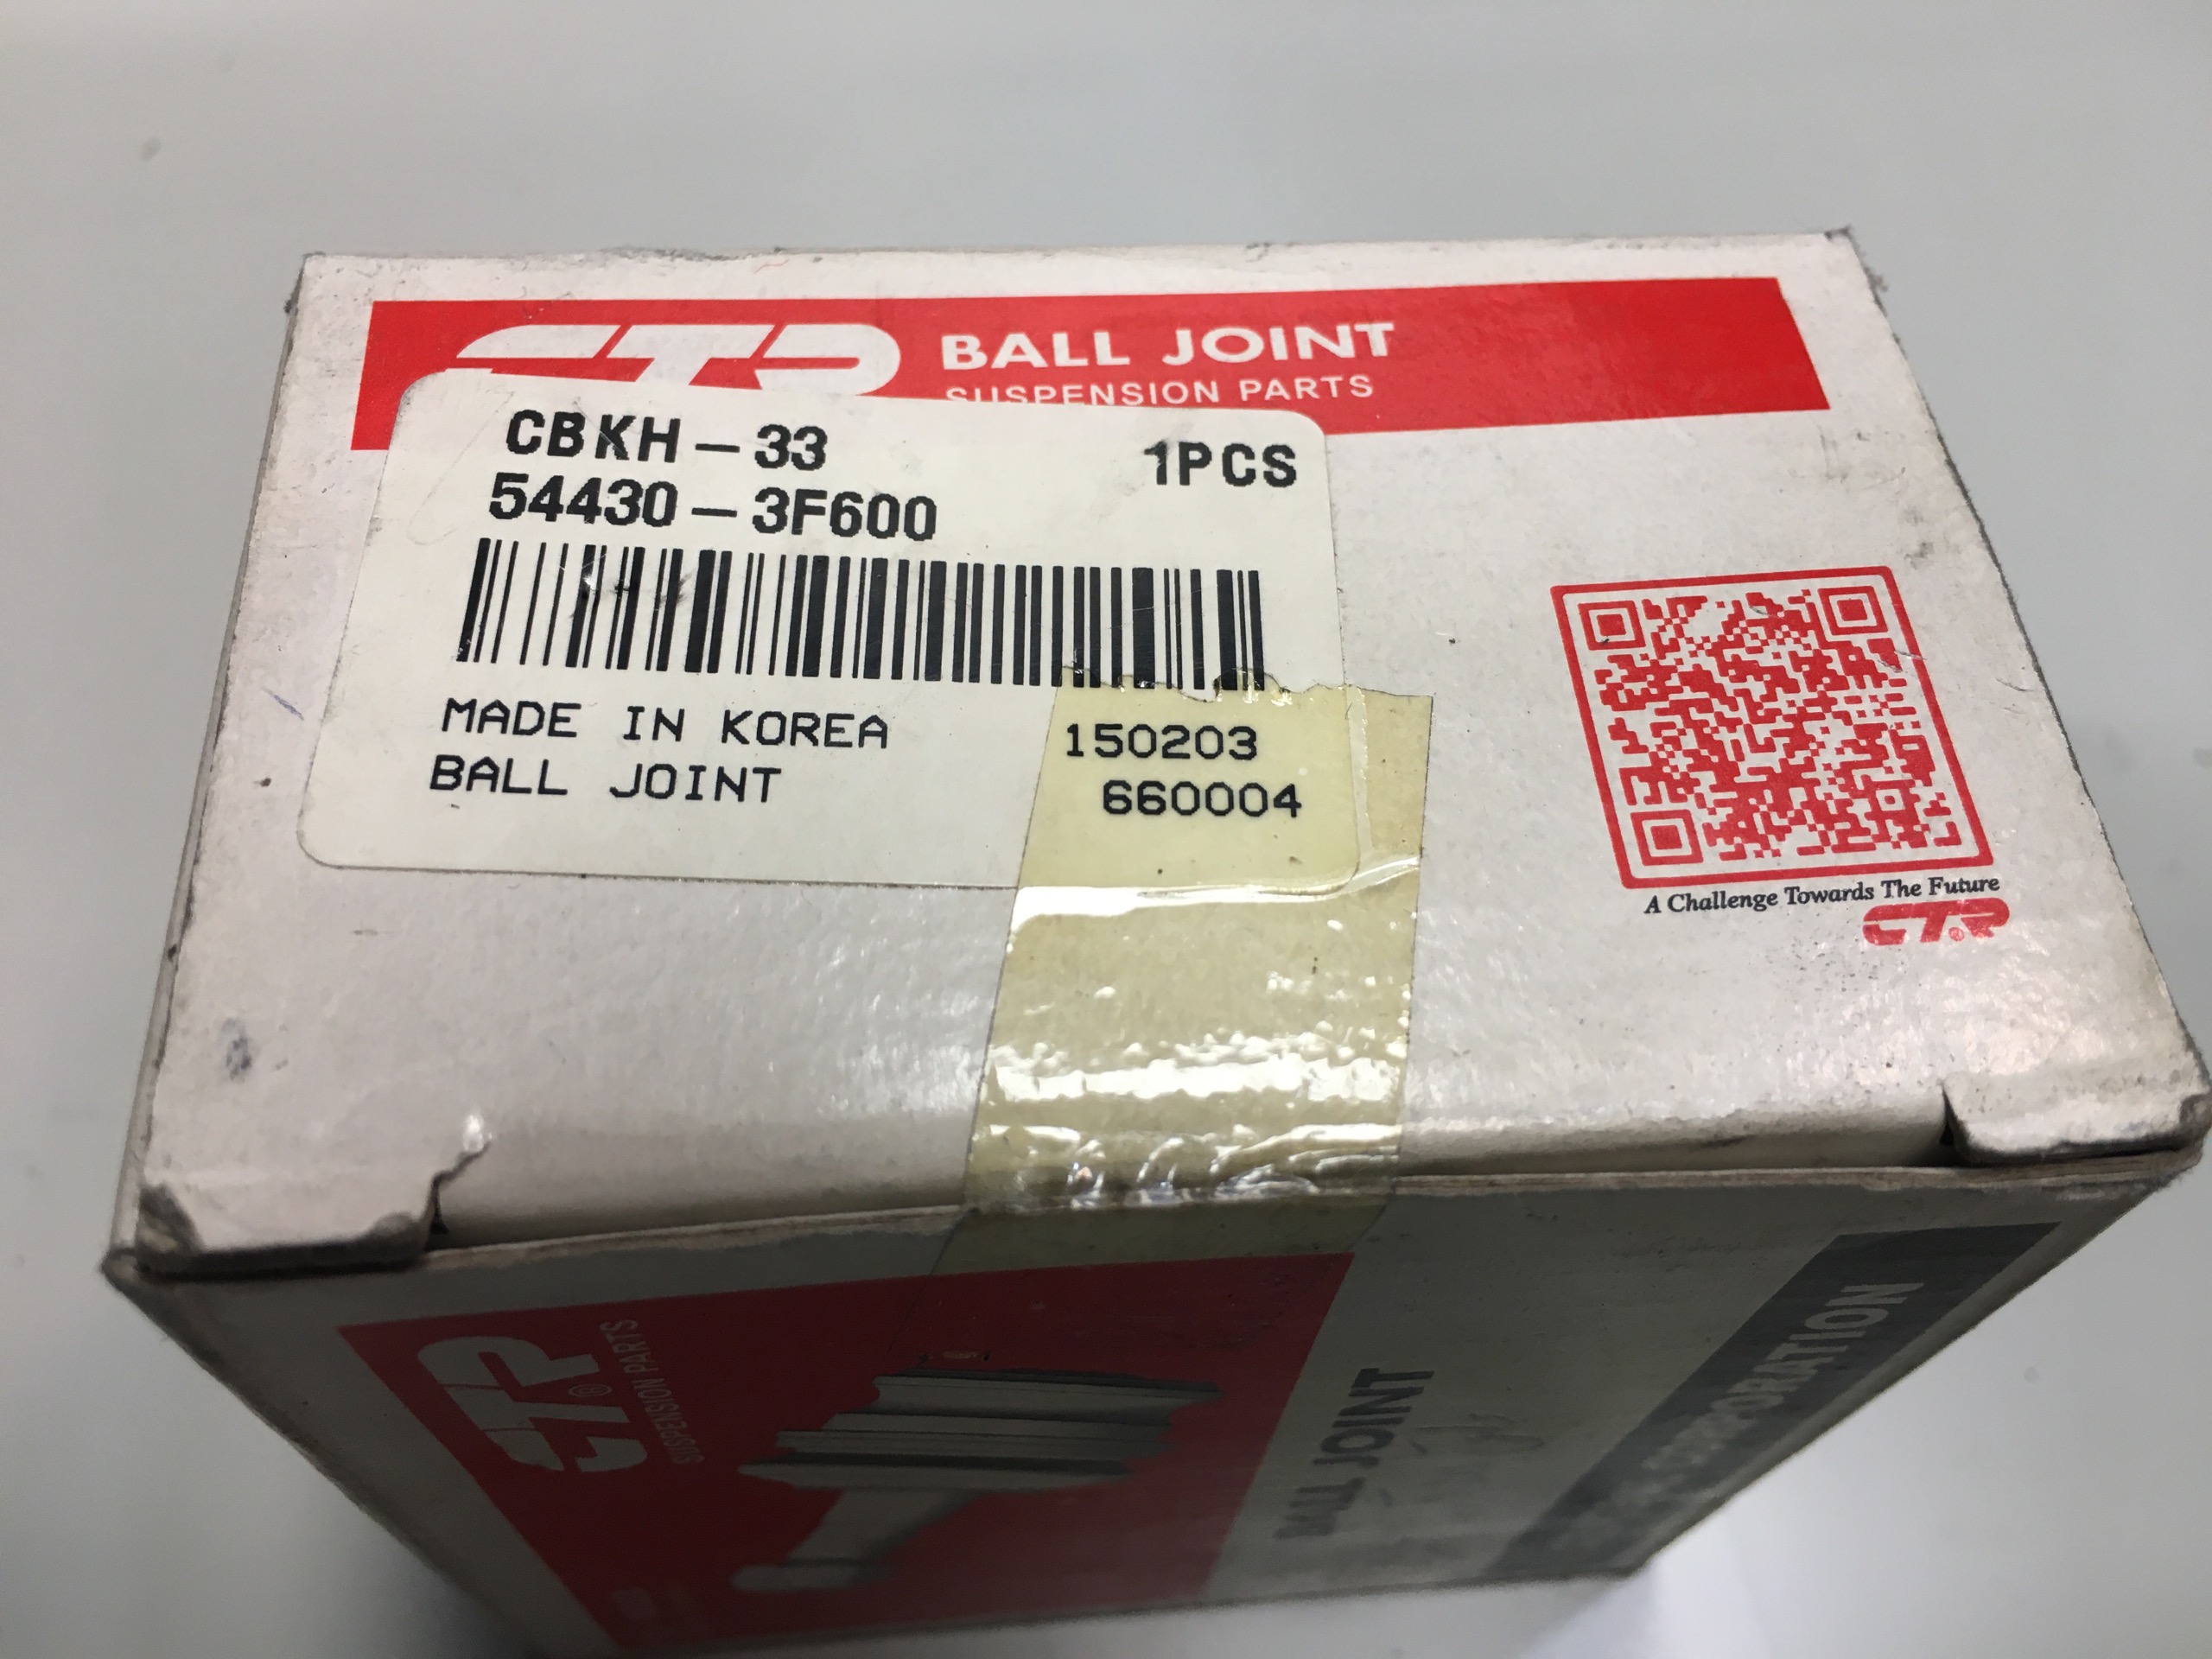 CTR
BALL JOINT
SUSPENSION PARTS
CBKH-33
1PCS
54430-3F600
MADE IN KOREA
150203
BALL JOINT
660004
A Challenge Towards The Future
CTR
CTR®
SUSPENSION PARTS
BALL JOINT
CORPORATION